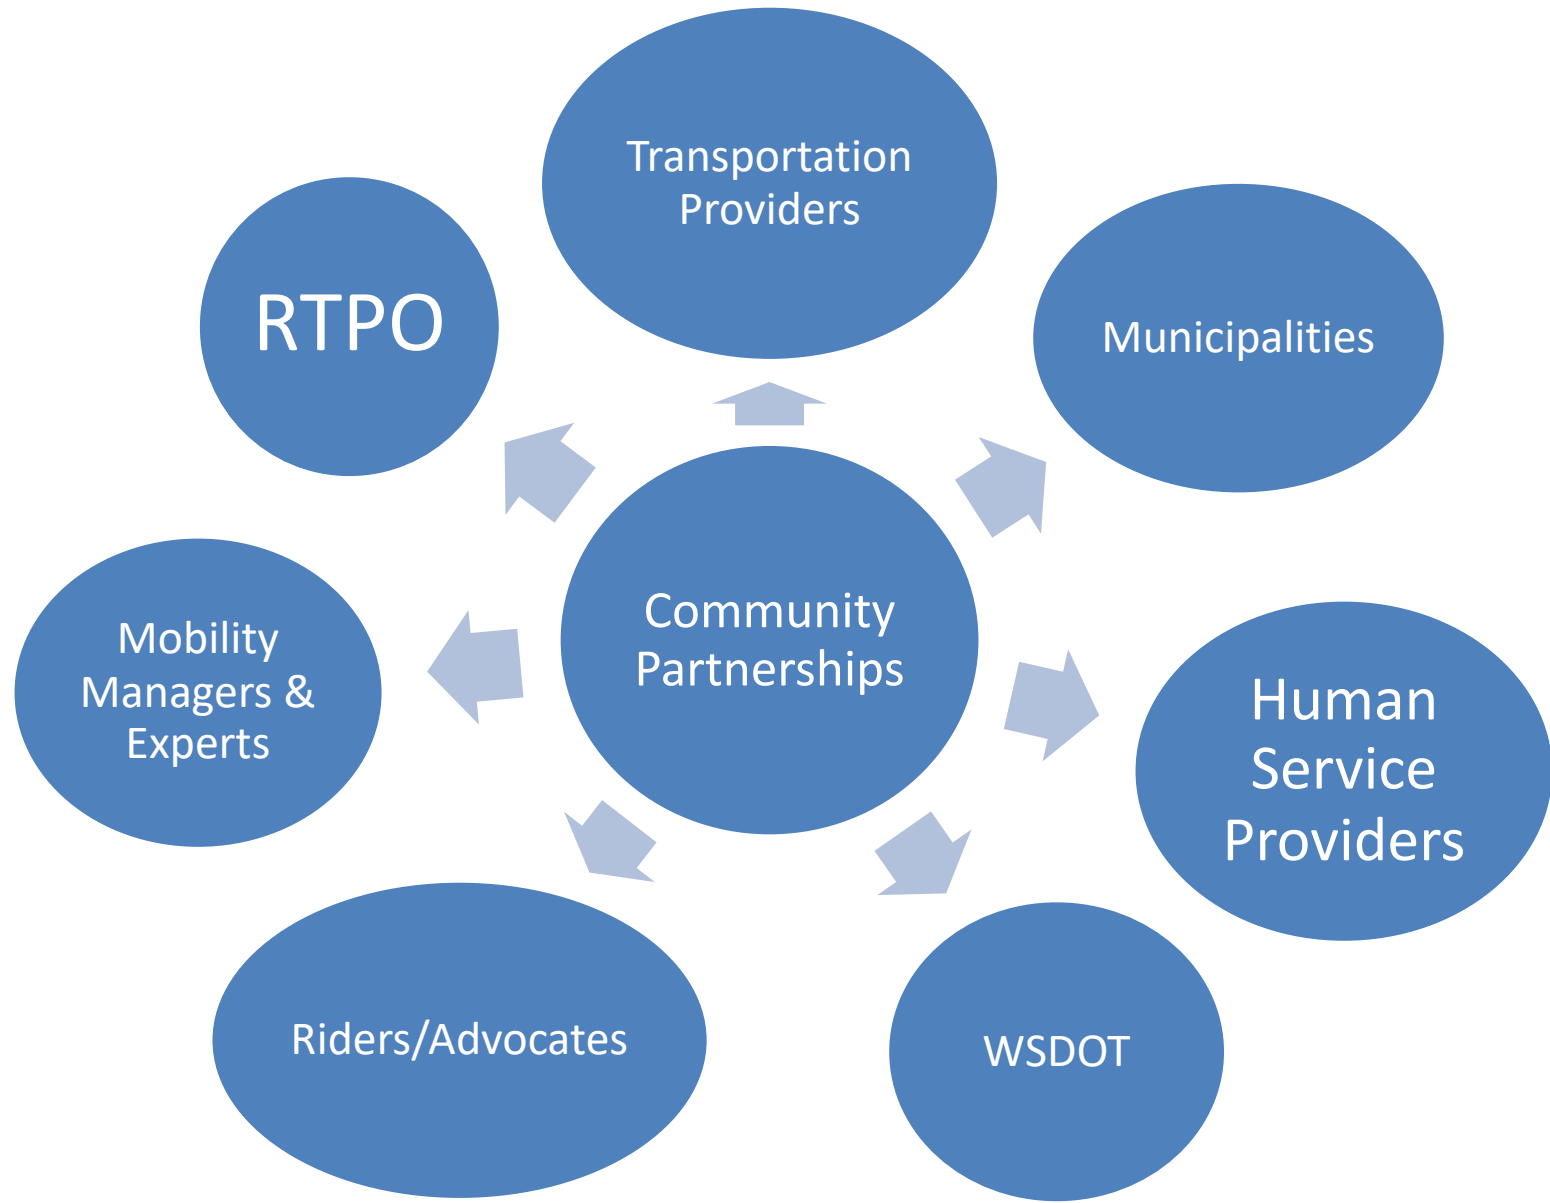 Transportation
Providers
RTPO
Municipalities
Community
Partnerships
Mobility
Managers &
Experts
Human
Service
Providers
Riders/Advocates
WSDOT